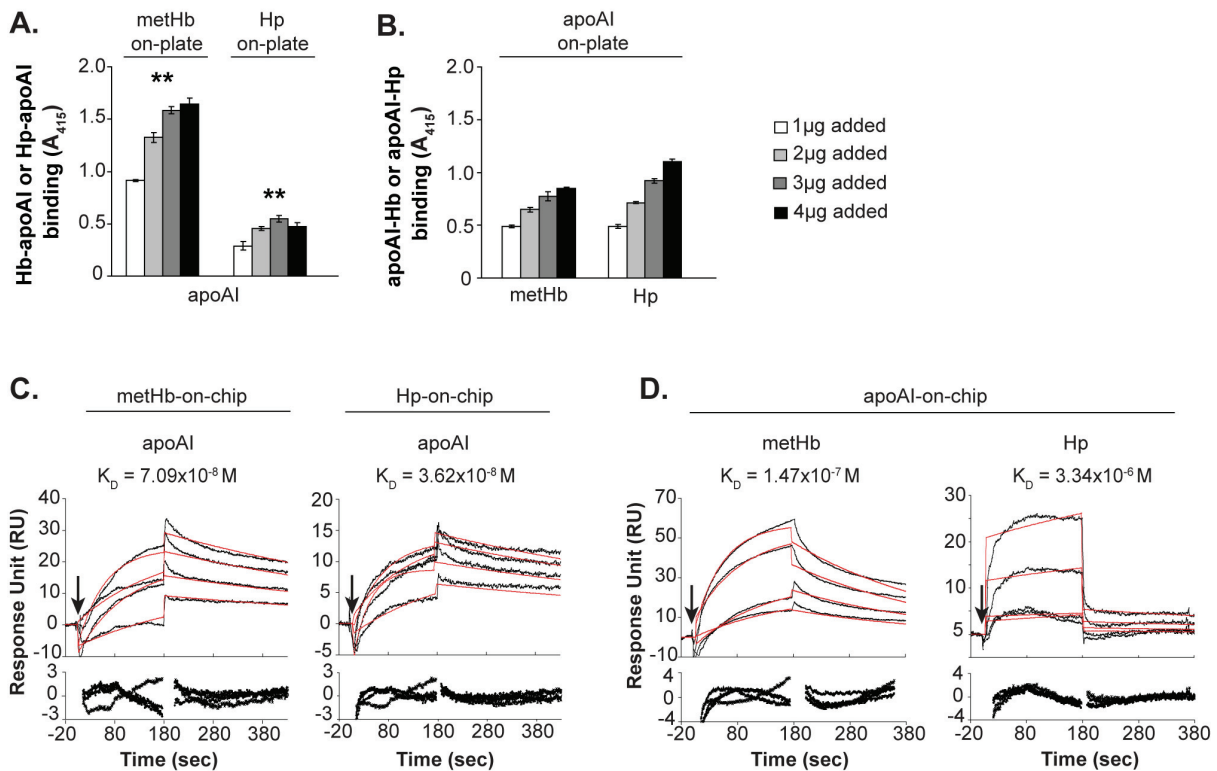 A.
metHb
on-plate
Hp
on-plate
Hb-apoAI or Hp-apoAI
binding (A415)
2.0
1.5
1.0
0.5
0
**
**
apoAI
B.
apoAI
on-plate
apoAI-Hb or apoAI-Hp
binding (A415)
2.0
1.5
1.0
0.5
0
metHb
Hp
1µg added
2µg added
3µg added
4µg added
C.
metHb-on-chip
apoAI
KD = 7.09x10-8 M
Response Unit (RU)
40
30
20
10
0
-10
3
0
-3
-20 80 180 280 380
Time (sec)
Hp-on-chip
apoAI
KD = 3.62x10-8 M
20
15
10
5
0
-5
3
0
-3
-20 80 180 280 380
Time (sec)
D.
apoAI-on-chip
metHb
KD = 1.47x10-7 M
Response Unit (RU)
70
50
30
10
-10
4
0
-4
-20 80 180 280 380
Time (sec)
Hp
KD = 3.34x10-6 M
30
25
20
15
10
5
5
4
0
-4
-20 80 180 280 380
Time (sec)